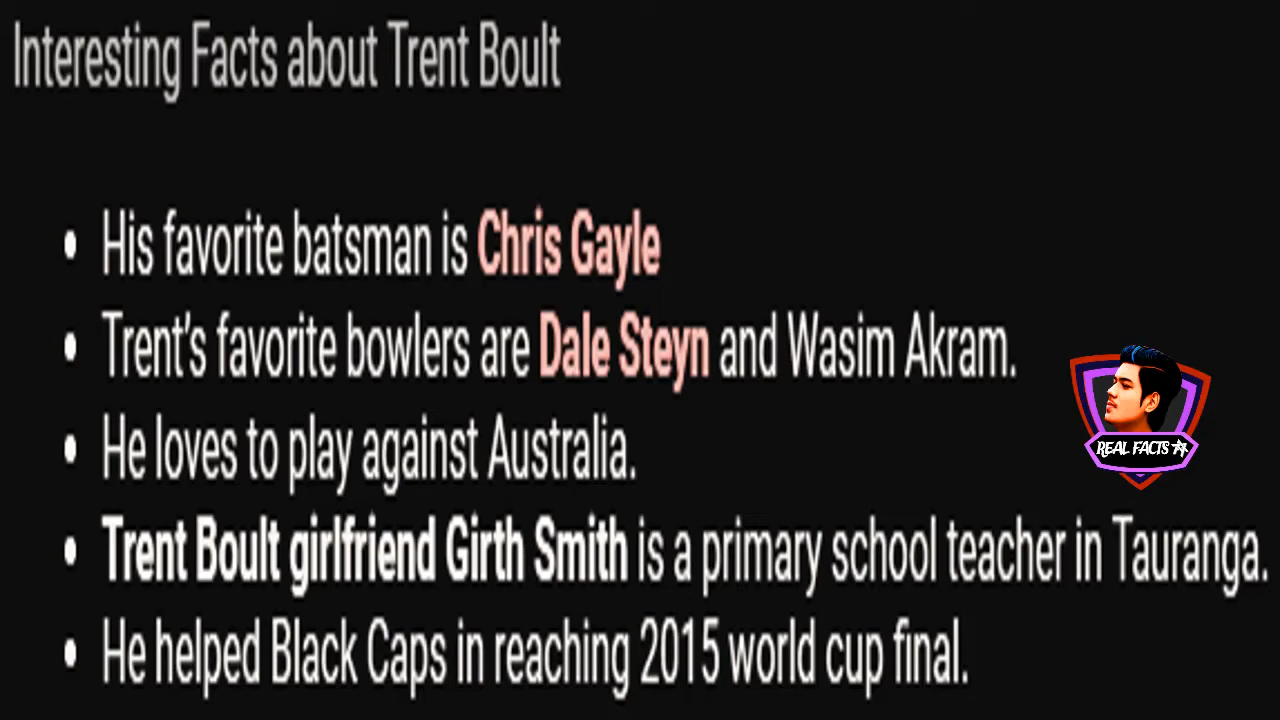 Interesting Facts about Trent Boult
• His favorite batsman is Chris Gayle
• Trent's favorite bowlers are Dale Steyn and Wasim Akram.
• He loves to play against Australia.
• Trent Boult girlfriend Girth Smith is a primary school teacher in Tauranga.
• He helped Black Caps in reaching 2015 world cup final.
REAL FACTS